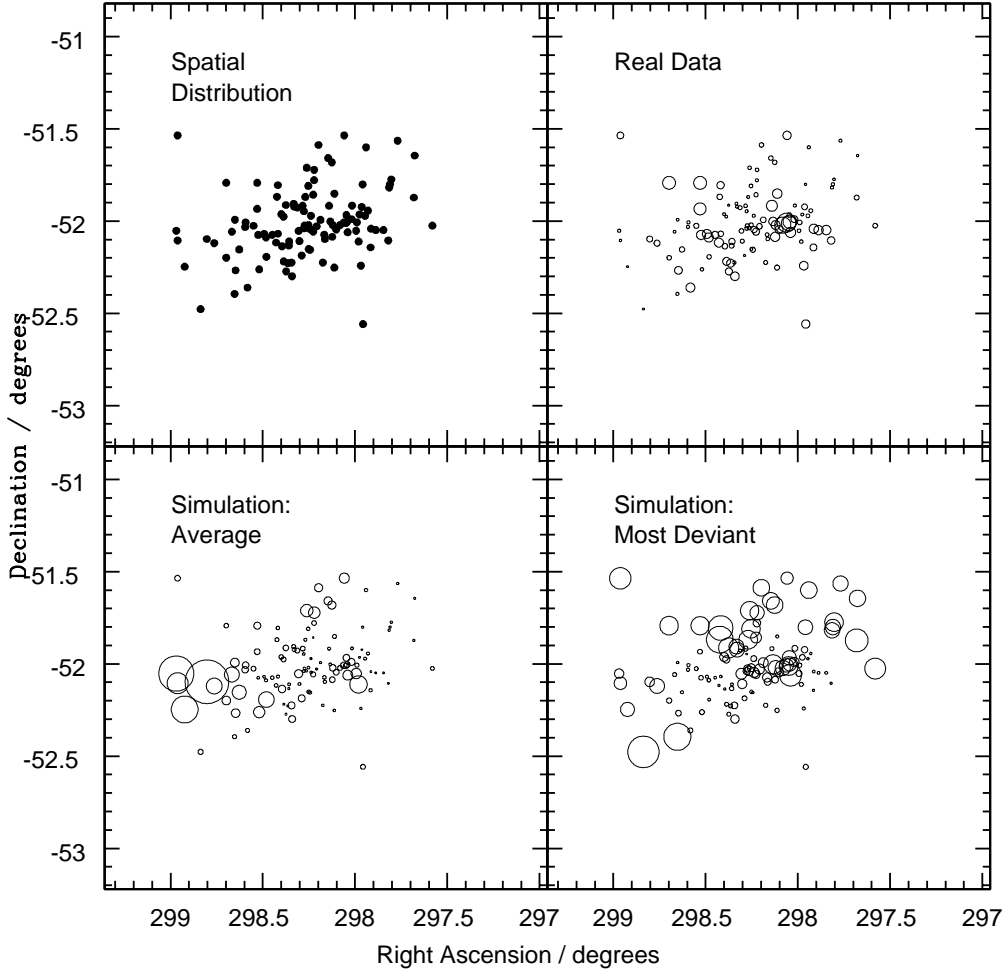 -51
Spatial
Distribution
Real Data
-51.5
-52
-52.5
-53
Declination / degrees
-51
Simulation:
Average
Simulation:
Most Deviant
-51.5
-52
-52.5
-53
299 298.5 298 297.5 297
299 298.5 298 297.5 297
Right Ascension / degrees